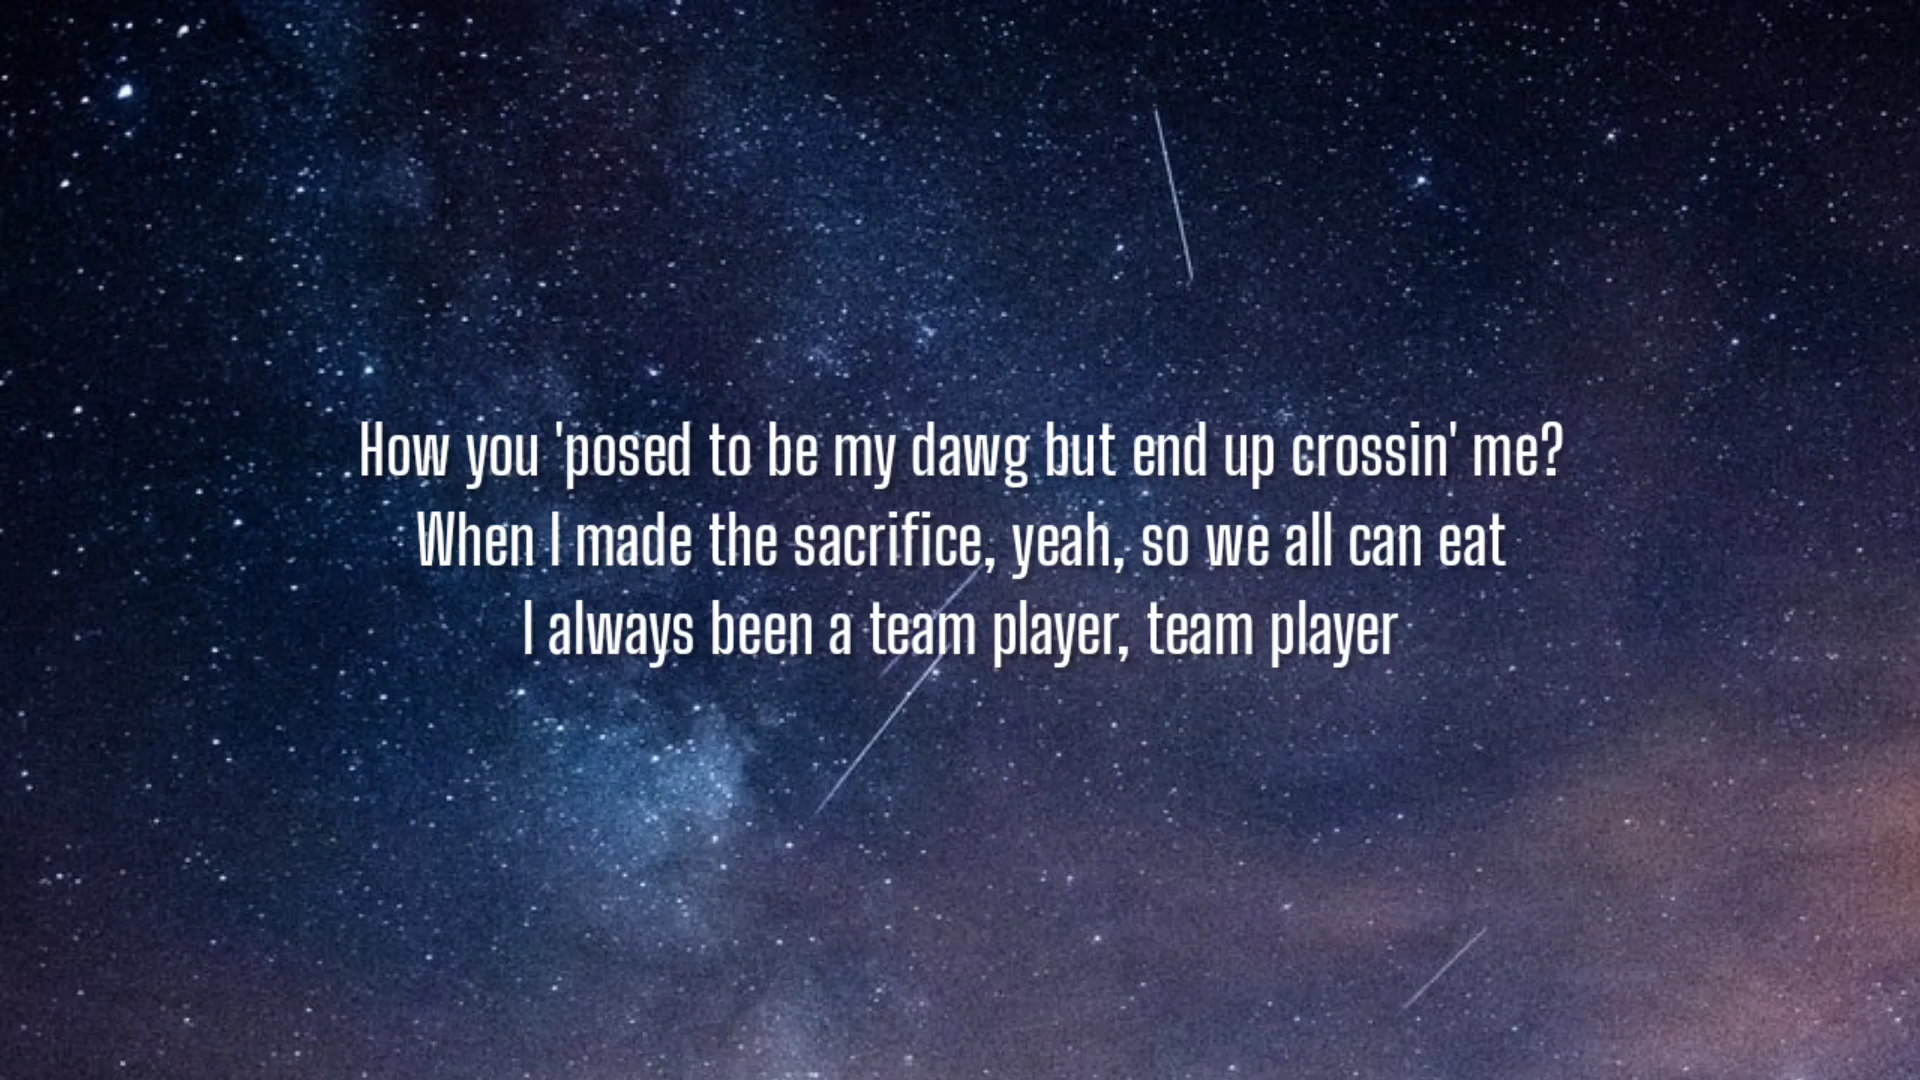 How you 'posed to be my dawg but end up crossin' me?
When I made the sacrifice, yeah, so we all can eat
I always been a team player, team player